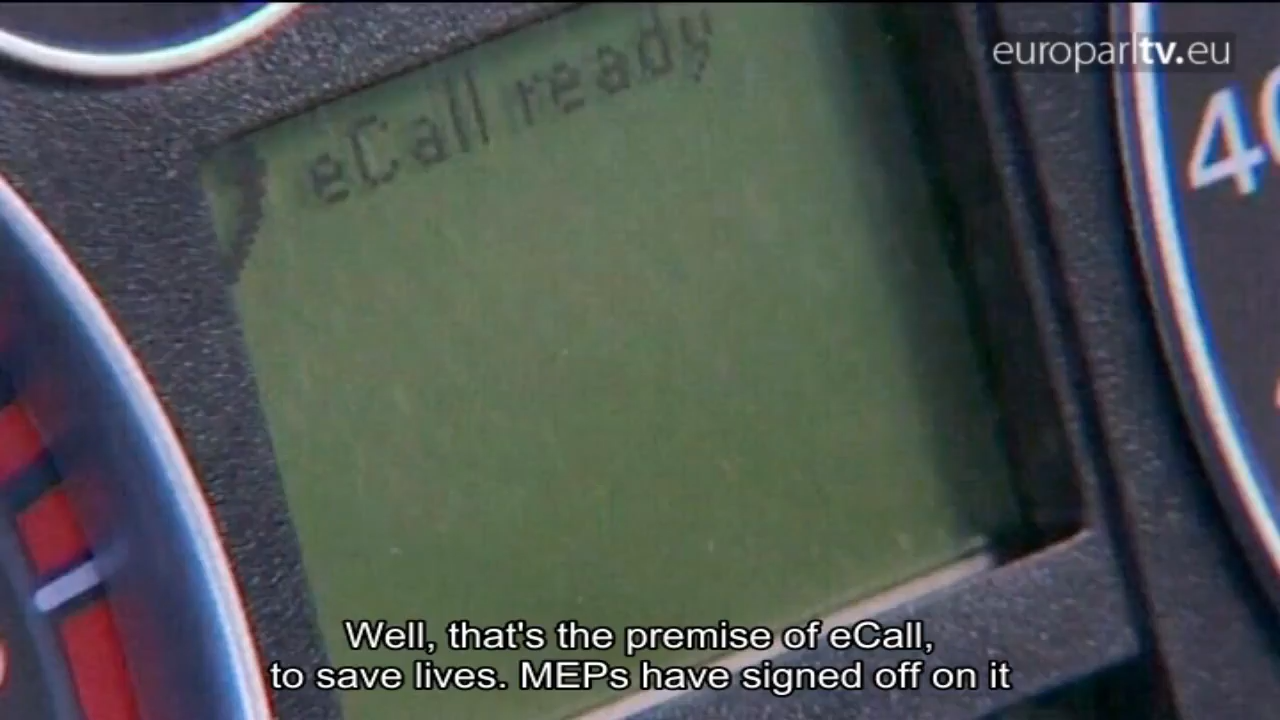 europarltv.eu
eCall ready
40
Well, that's the premise of eCall,
to save lives. MEPs have signed off on it